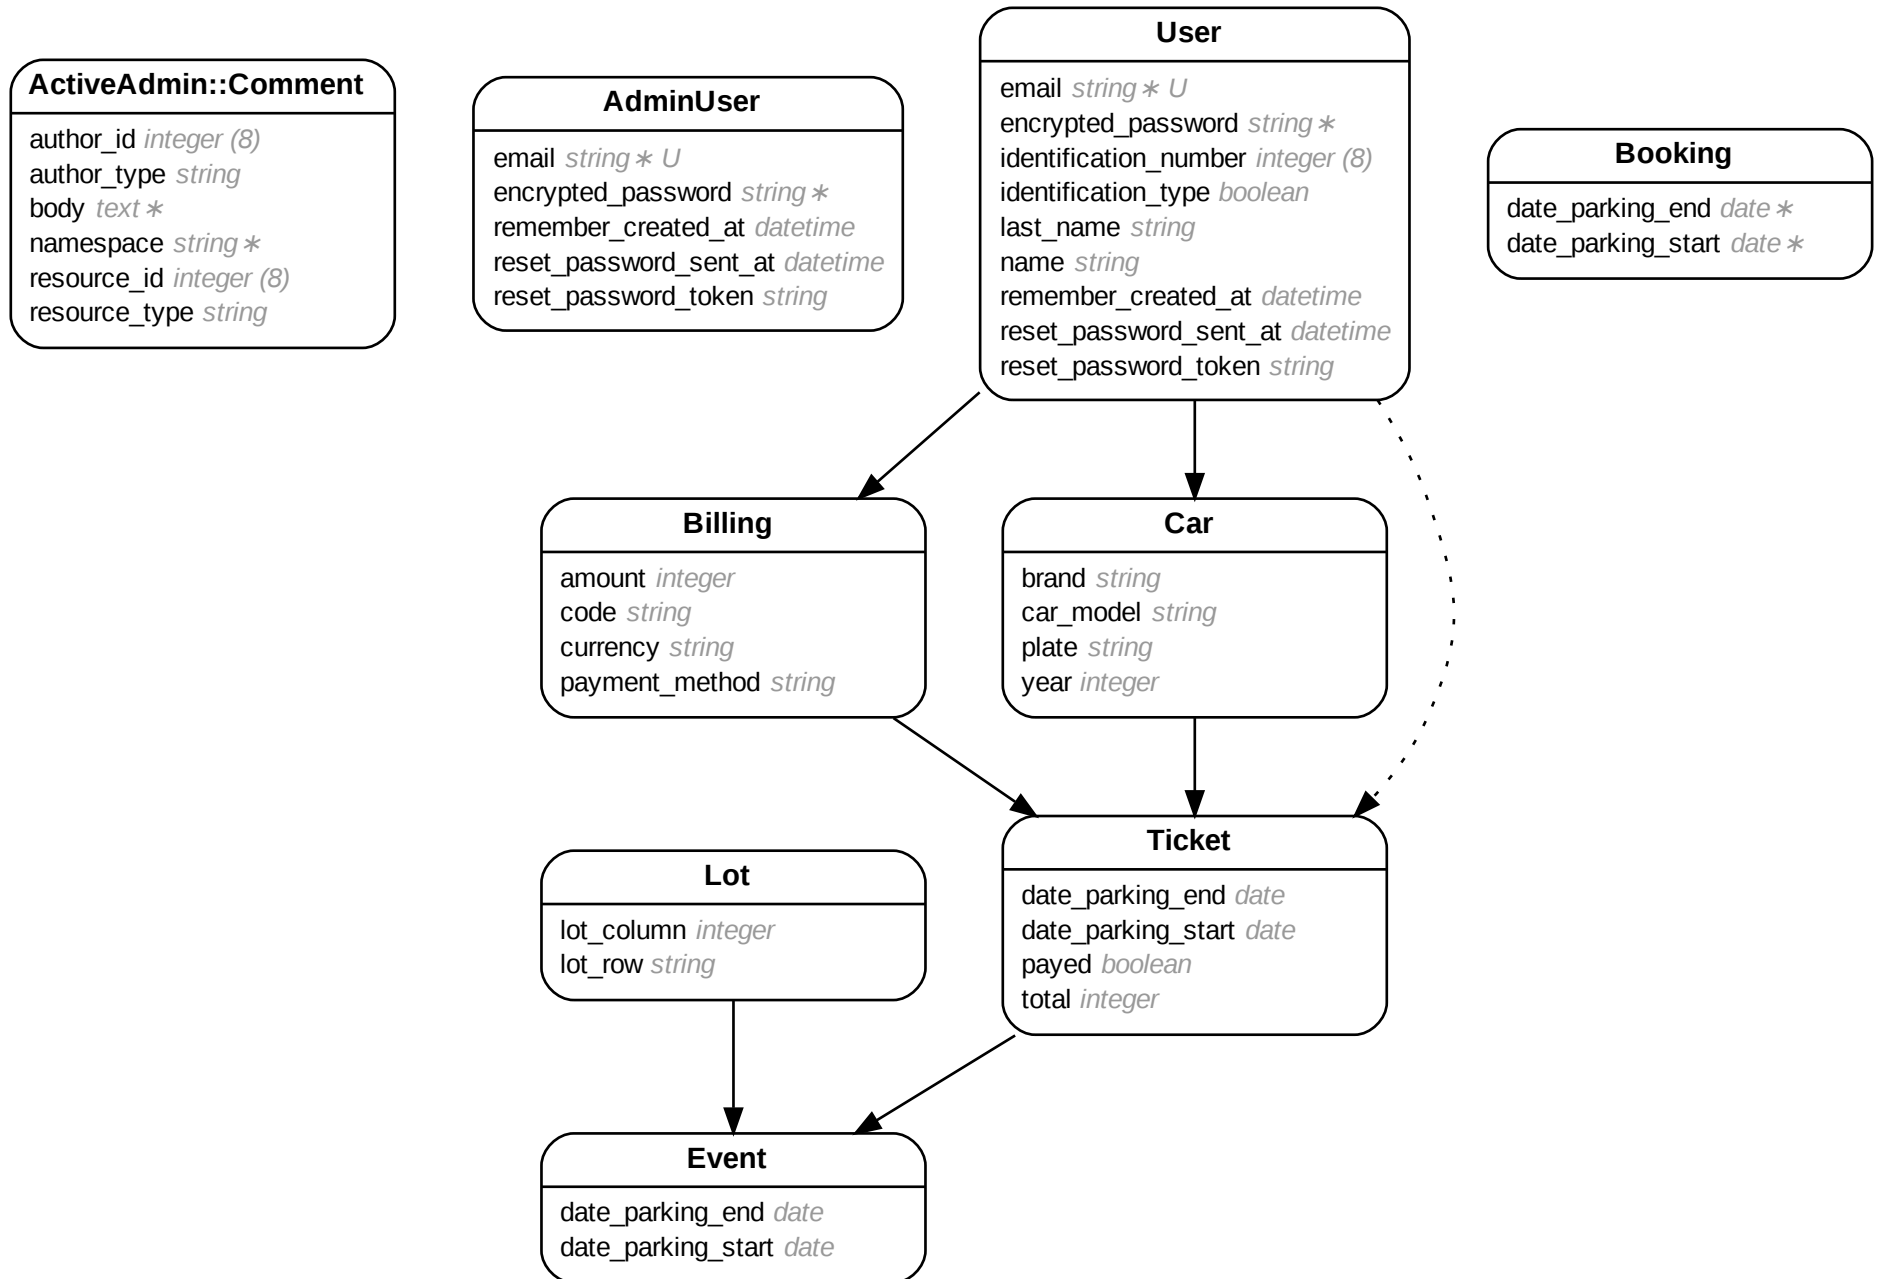 ActiveAdmin::Comment
author_id integer (8)
author_type string
body text ∗
namespace string ∗
resource_id integer (8)
resource_type string
AdminUser
email string ∗ U
encrypted_password string ∗
remember_created_at datetime
reset_password_sent_at datetime
reset_password_token string
User
email string ∗ U
encrypted_password string ∗
identification_number integer (8)
identification_type boolean
last_name string
name string
remember_created_at datetime
reset_password_sent_at datetime
reset_password_token string
Booking
date_parking_end date ∗
date_parking_start date ∗
Billing
amount integer
code string
currency string
payment_method string
Car
brand string
car_model string
plate string
year integer
Lot
lot_column integer
lot_row string
Ticket
date_parking_end date
date_parking_start date
payed boolean
total integer
Event
date_parking_end date
date_parking_start date